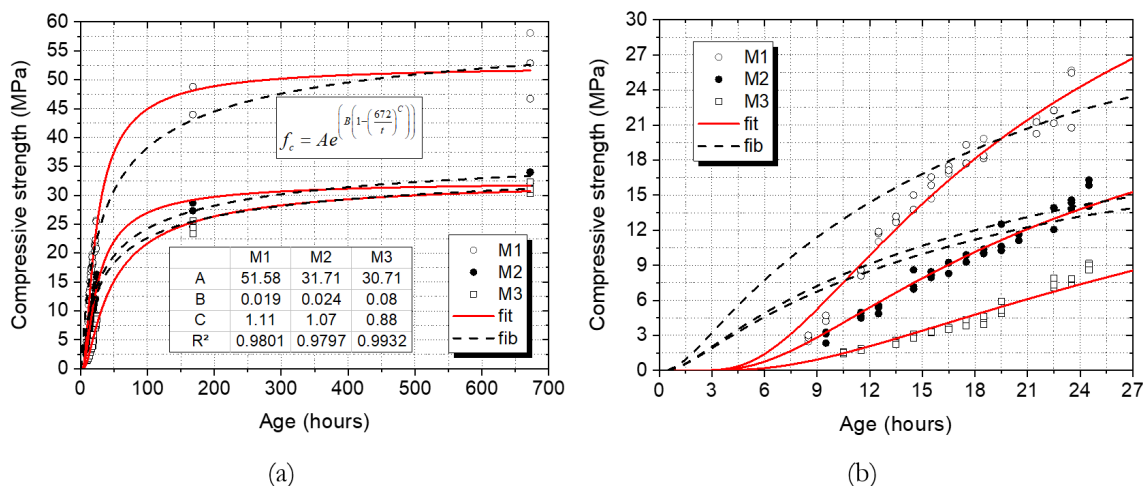 Compressive strength (MPa)
60
55
50
45
40
35
30
25
20
15
10
5
0
f_c = Ae^(B(1-(672/t)^C))
M1 M2 M3
A 51.58 31.71 30.71
B 0.019 0.024 0.08
C 1.11 1.07 0.88
R² 0.9801 0.9797 0.9932
M1
M2
M3
fit
fib
0 100 200 300 400 500 600 700
Age (hours)
(a)
Compressive strength (MPa)
30
27
24
21
18
15
12
9
6
3
0
M1
M2
M3
fit
fib
0 3 6 9 12 15 18 21 24 27
Age (hours)
(b)